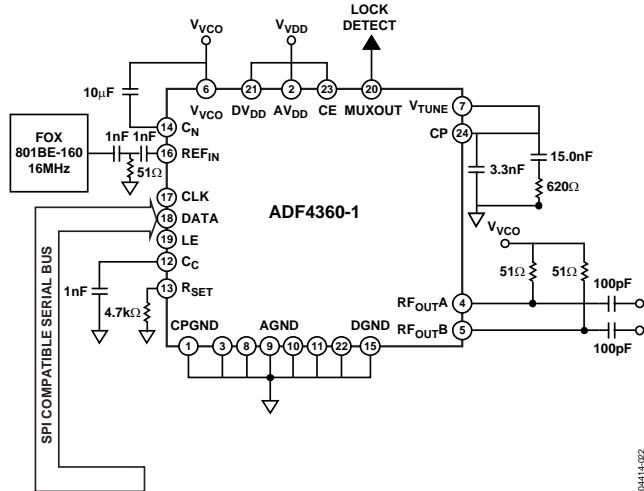 LOCK
DETECT
VVCO
VVDD
10µF
6
21
2
23
20
VVCO
DVDD
AVDD
CE
MUXOUT
VTUNE
7
CP
24
FOX
801BE-160
16MHz
1nF
1nF
14
CN
16
REFIN
51Ω
3.3nF
15.0nF
620Ω
17
CLK
18
DATA
19
LE
ADF4360-1
12
CC
13
RSET
1nF
4.7kΩ
VVCO
51Ω
51Ω
100pF
RFOUTA
4
RFOUTB
5
100pF
CPGND
AGND
DGND
1
3
8
9
10
11
22
15
SPI COMPATIBLE SERIAL BUS
04414-022